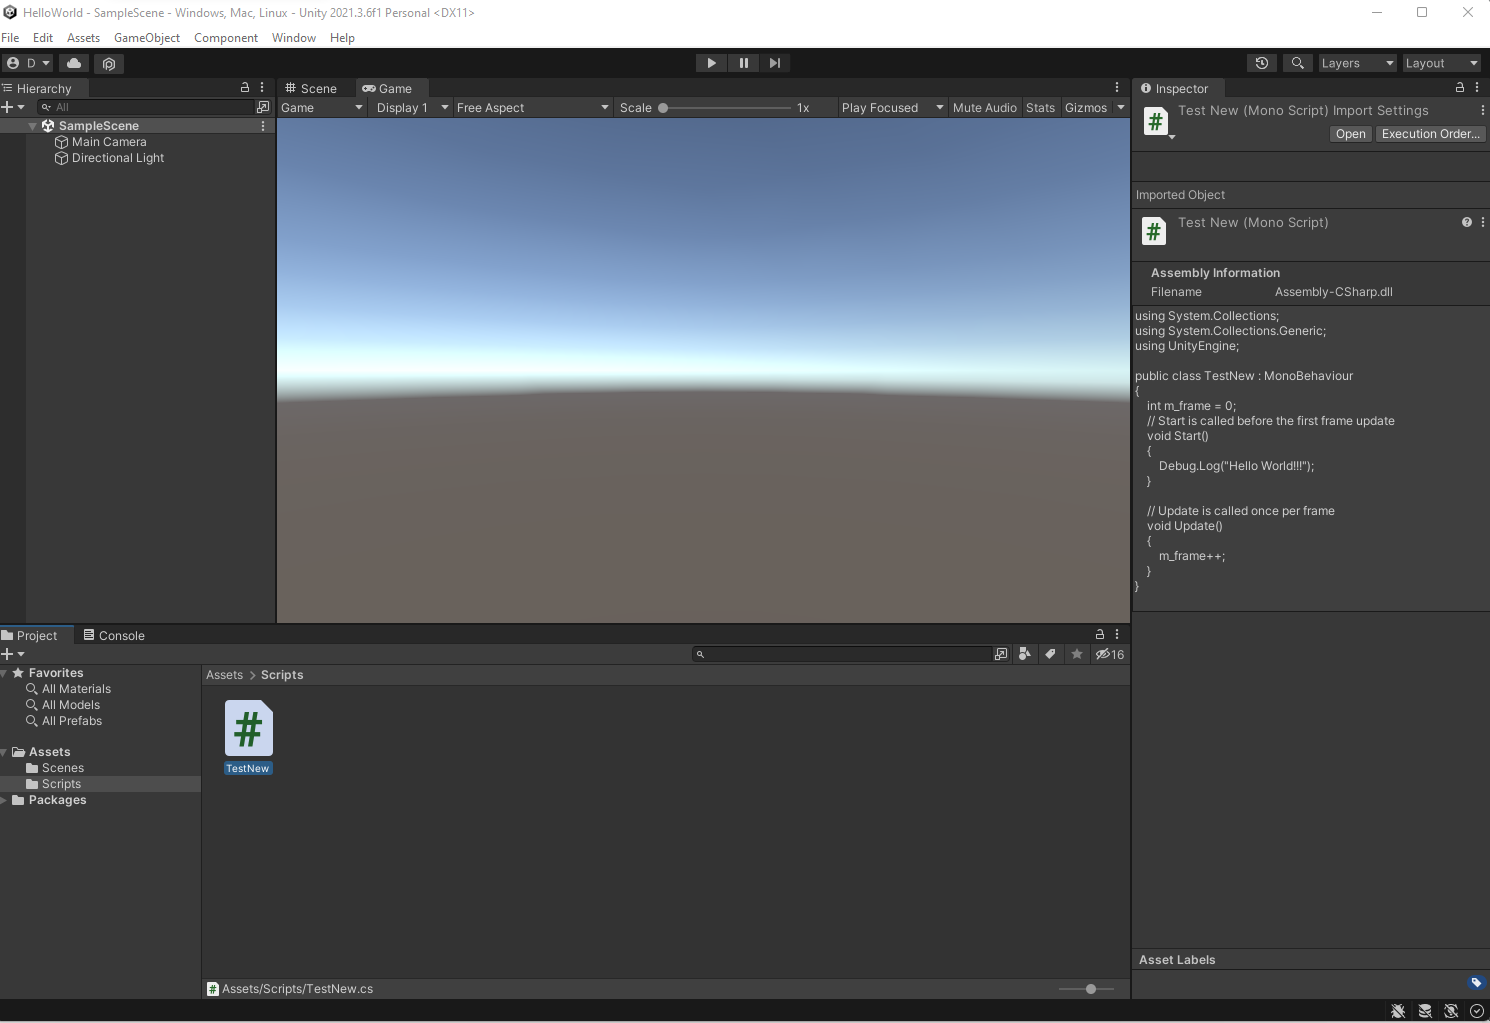 HelloWorld - SampleScene - Windows, Mac, Linux - Unity 2021.3.6f1 Personal <DX11>
File Edit Assets GameObject Component Window Help
D
Layers Layout
Hierarchy
All
SampleScene
Main Camera
Directional Light
Scene Game
Game Display 1 Free Aspect Scale 1x Play Focused Mute Audio Stats Gizmos
Inspector
Test New (Mono Script) Import Settings
Open Execution Order...
Imported Object
Test New (Mono Script)
Assembly Information
Filename Assembly-CSharp.dll
using System.Collections;
using System.Collections.Generic;
using UnityEngine;
public class TestNew : MonoBehaviour
{
int m_frame = 0;
// Start is called before the first frame update
void Start()
{
Debug.Log("Hello World!!!");
}
// Update is called once per frame
void Update()
{
m_frame++;
}
}
Project Console
16
Favorites
All Materials
All Models
All Prefabs
Assets
Scenes
Scripts
Packages
Assets > Scripts
#
TestNew
Assets/Scripts/TestNew.cs
Asset Labels